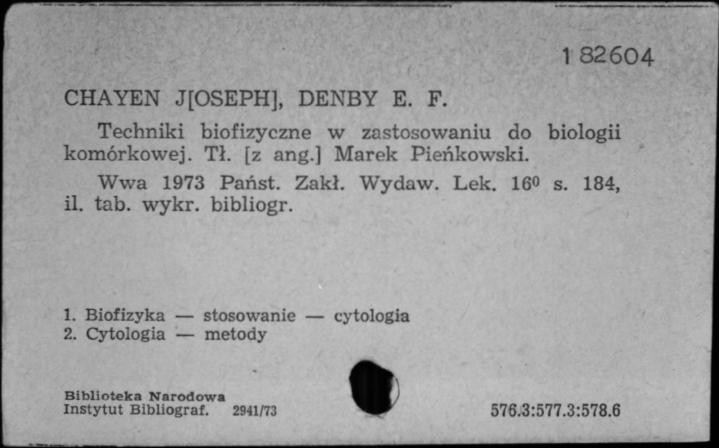 1 82604
CHAYEN J[OSEPH], DENBY E. F.
Techniki biofizyczne w zastosowaniu do biologii
komórkowej. Tł. [z ang.] Marek Pieńkowski.
Wwa 1973 Państ. Zakł. Wydaw. Lek. 16⁰ s. 184,
il. tab. wykr. bibliogr.
1. Biofizyka — stosowanie — cytologia
2. Cytologia — metody
Biblioteka Narodowa
Instytut Bibliograf. 2941/73 576.3:577.3:578.6